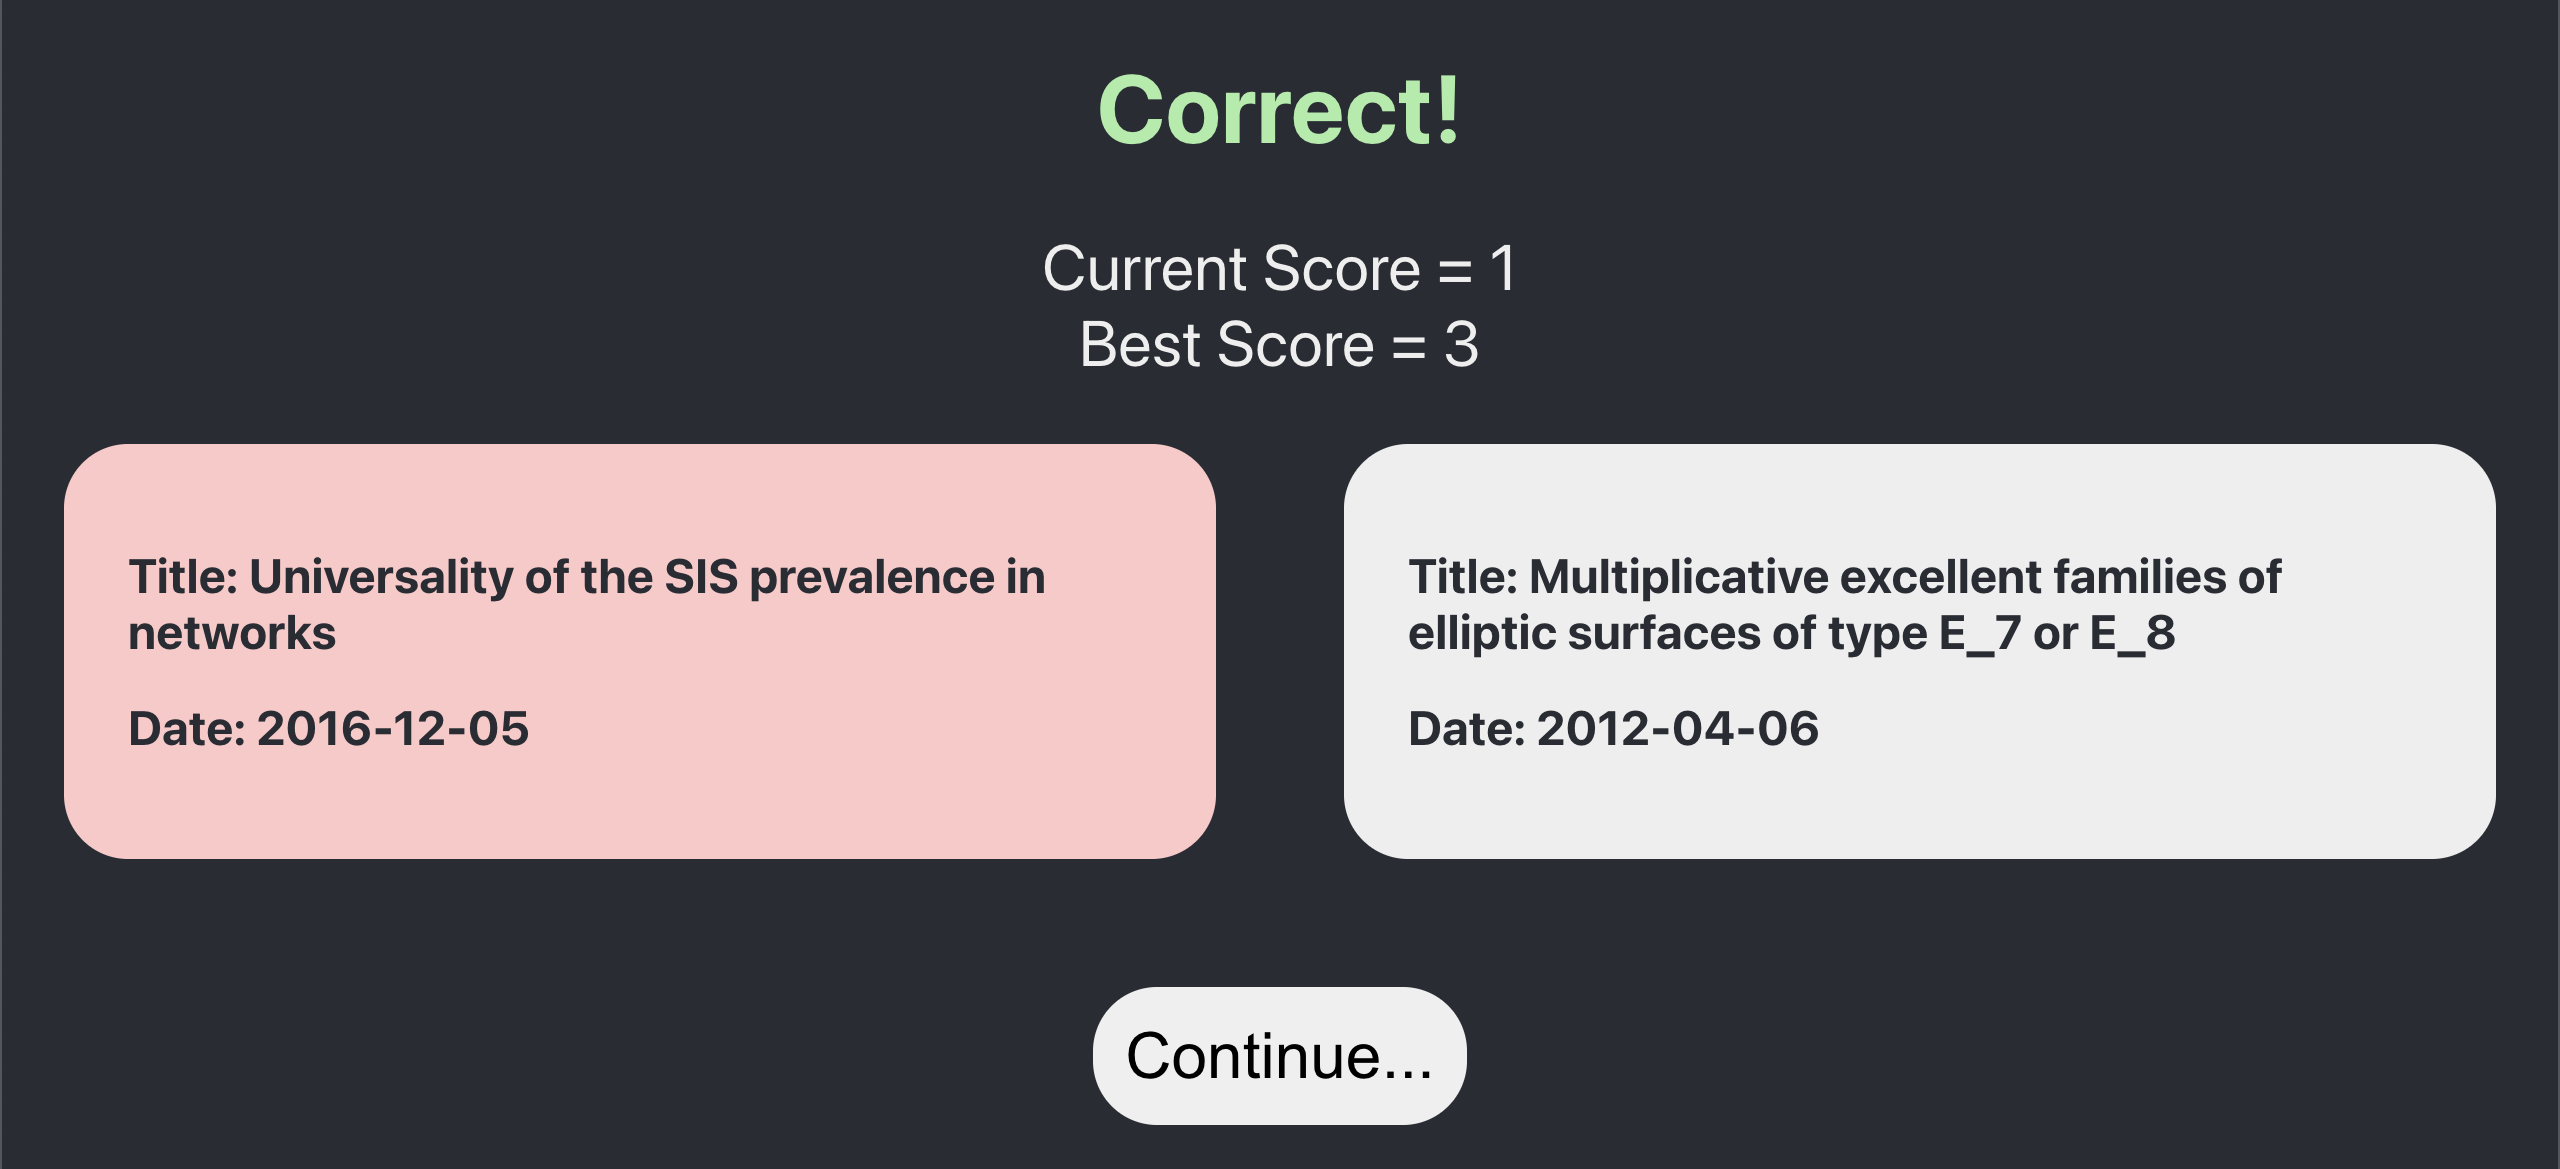 Correct!
Current Score = 1
Best Score = 3
Title: Universality of the SIS prevalence in
networks
Date: 2016-12-05
Title: Multiplicative excellent families of
elliptic surfaces of type E_7 or E_8
Date: 2012-04-06
Continue...